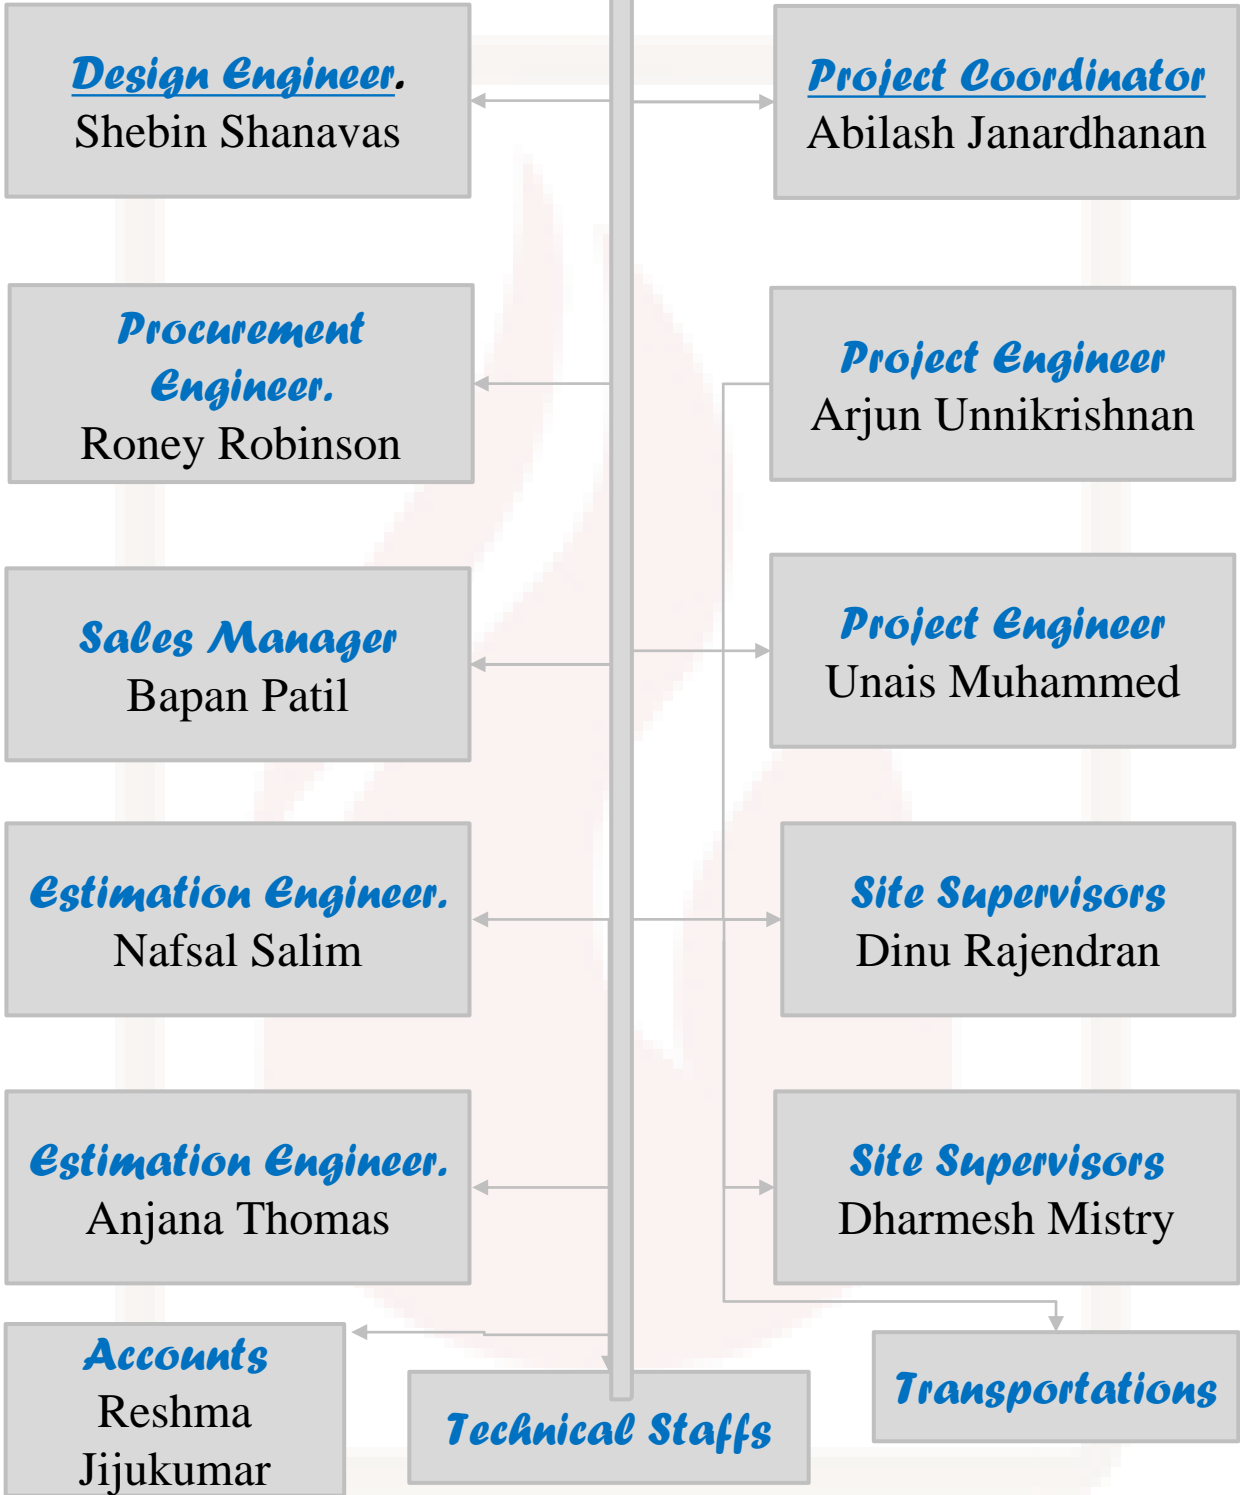 Design Engineer.
Shebin Shanavas
Project Coordinator
Abilash Janardhanan
Procurement
Engineer.
Roney Robinson
Project Engineer
Arjun Unnikrishnan
Sales Manager
Bapan Patil
Project Engineer
Unais Muhammed
Estimation Engineer.
Nafsal Salim
Site Supervisors
Dinu Rajendran
Estimation Engineer.
Anjana Thomas
Site Supervisors
Dharmesh Mistry
Accounts
Reshma
Jijukumar
Technical Staffs
Transportations